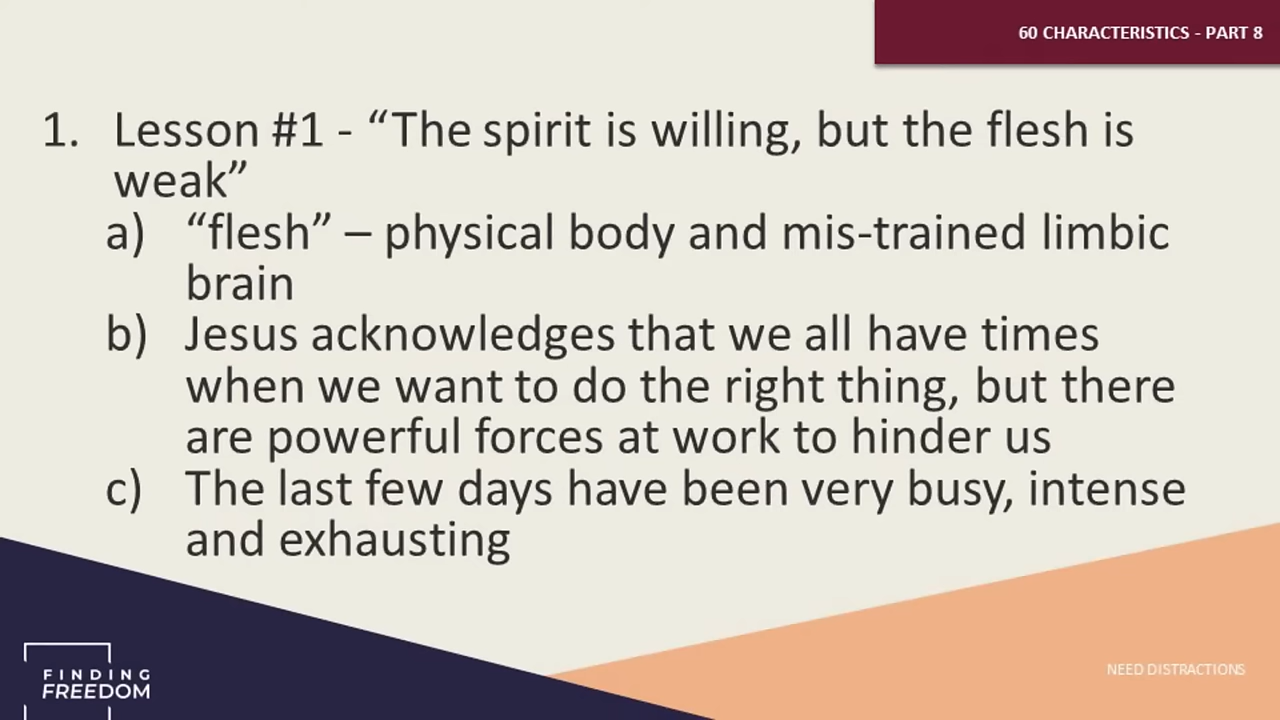 60 CHARACTERISTICS - PART 8
1. Lesson #1 - “The spirit is willing, but the flesh is
weak”
a) “flesh” – physical body and mis-trained limbic
brain
b) Jesus acknowledges that we all have times
when we want to do the right thing, but there
are powerful forces at work to hinder us
c) The last few days have been very busy, intense
and exhausting
FINDING
FREEDOM
NEED DISTRACTIONS